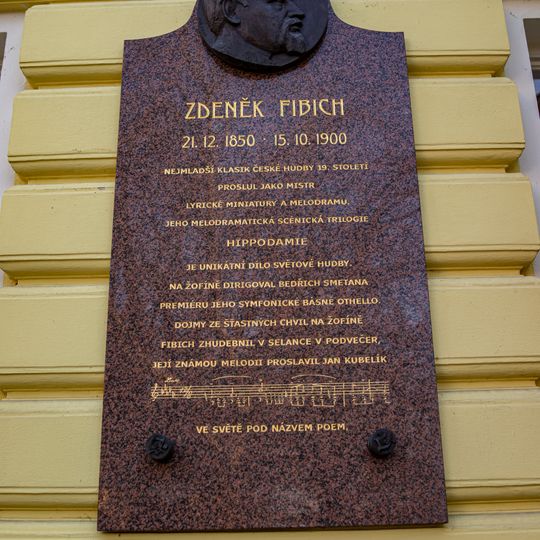 ZDENĚK FIBICH
21. 12. 1850 · 15. 10. 1900
NEJMLADŠÍ KLASIK ČESKÉ HUDBY 19. STOLETÍ
PROSLUL JAKO MISTR
LYRICKÉ MINIATURY A MELODRAMU.
JEHO MELODRAMATICKÁ SCÉNICKÁ TRILOGIE
HIPPODAMIE
JE UNIKÁTNÍ DÍLO SVĚTOVÉ HUDBY.
NA ŽOFÍNĚ DIRIGOVAL BEDŘICH SMETANA
PREMIÉRU JEHO SYMFONICKÉ BÁSNĚ OTHELLO.
DOJMY ZE ŠŤASTNÝCH CHVIL NA ŽOFÍNĚ
FIBICH ZHUDEBNIL V SELANCE V PODVEČER,
JEJÍ ZNÁMOU MELODII PROSLAVIL JAN KUBELÍK
VE SVĚTĚ POD NÁZVEM POEM.